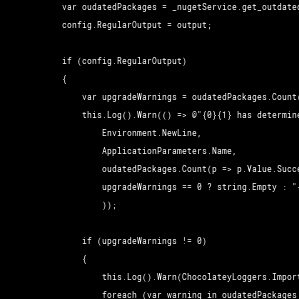 var oudatedPackages = _nugetService.get_outdated
config.RegularOutput = output;
if (config.RegularOutput)
{
var upgradeWarnings = oudatedPackages.Count(
this.Log().Warn(() => @"{0}{1} has determine
Environment.NewLine,
ApplicationParameters.Name,
oudatedPackages.Count(p => p.Value.Succe
upgradeWarnings == 0 ? string.Empty : "
));
if (upgradeWarnings != 0)
{
this.Log().Warn(ChocolateyLoggers.Import
foreach (var warning in oudatedPackages